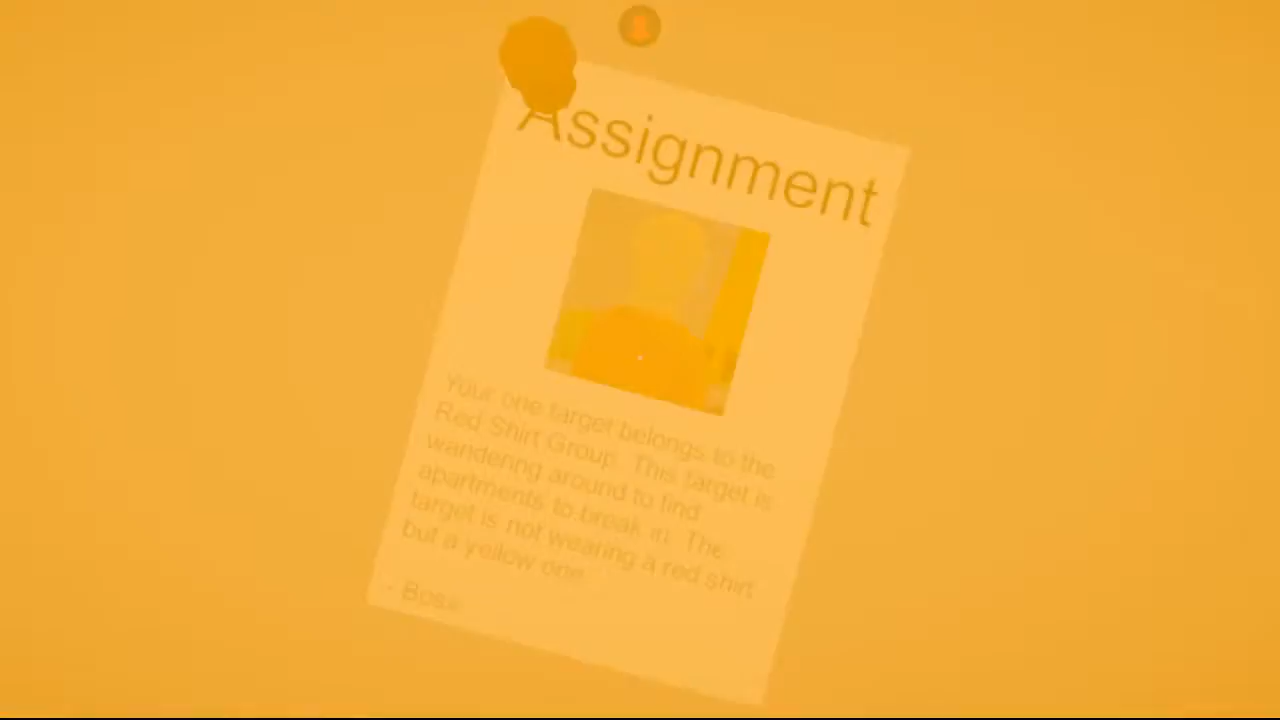 Assignment
Your one target belongs to the
Red Shirt Group. This target is
wandering around to find
apartments to break in. The
target is not wearing a red shirt
but a yellow one.
- Boss